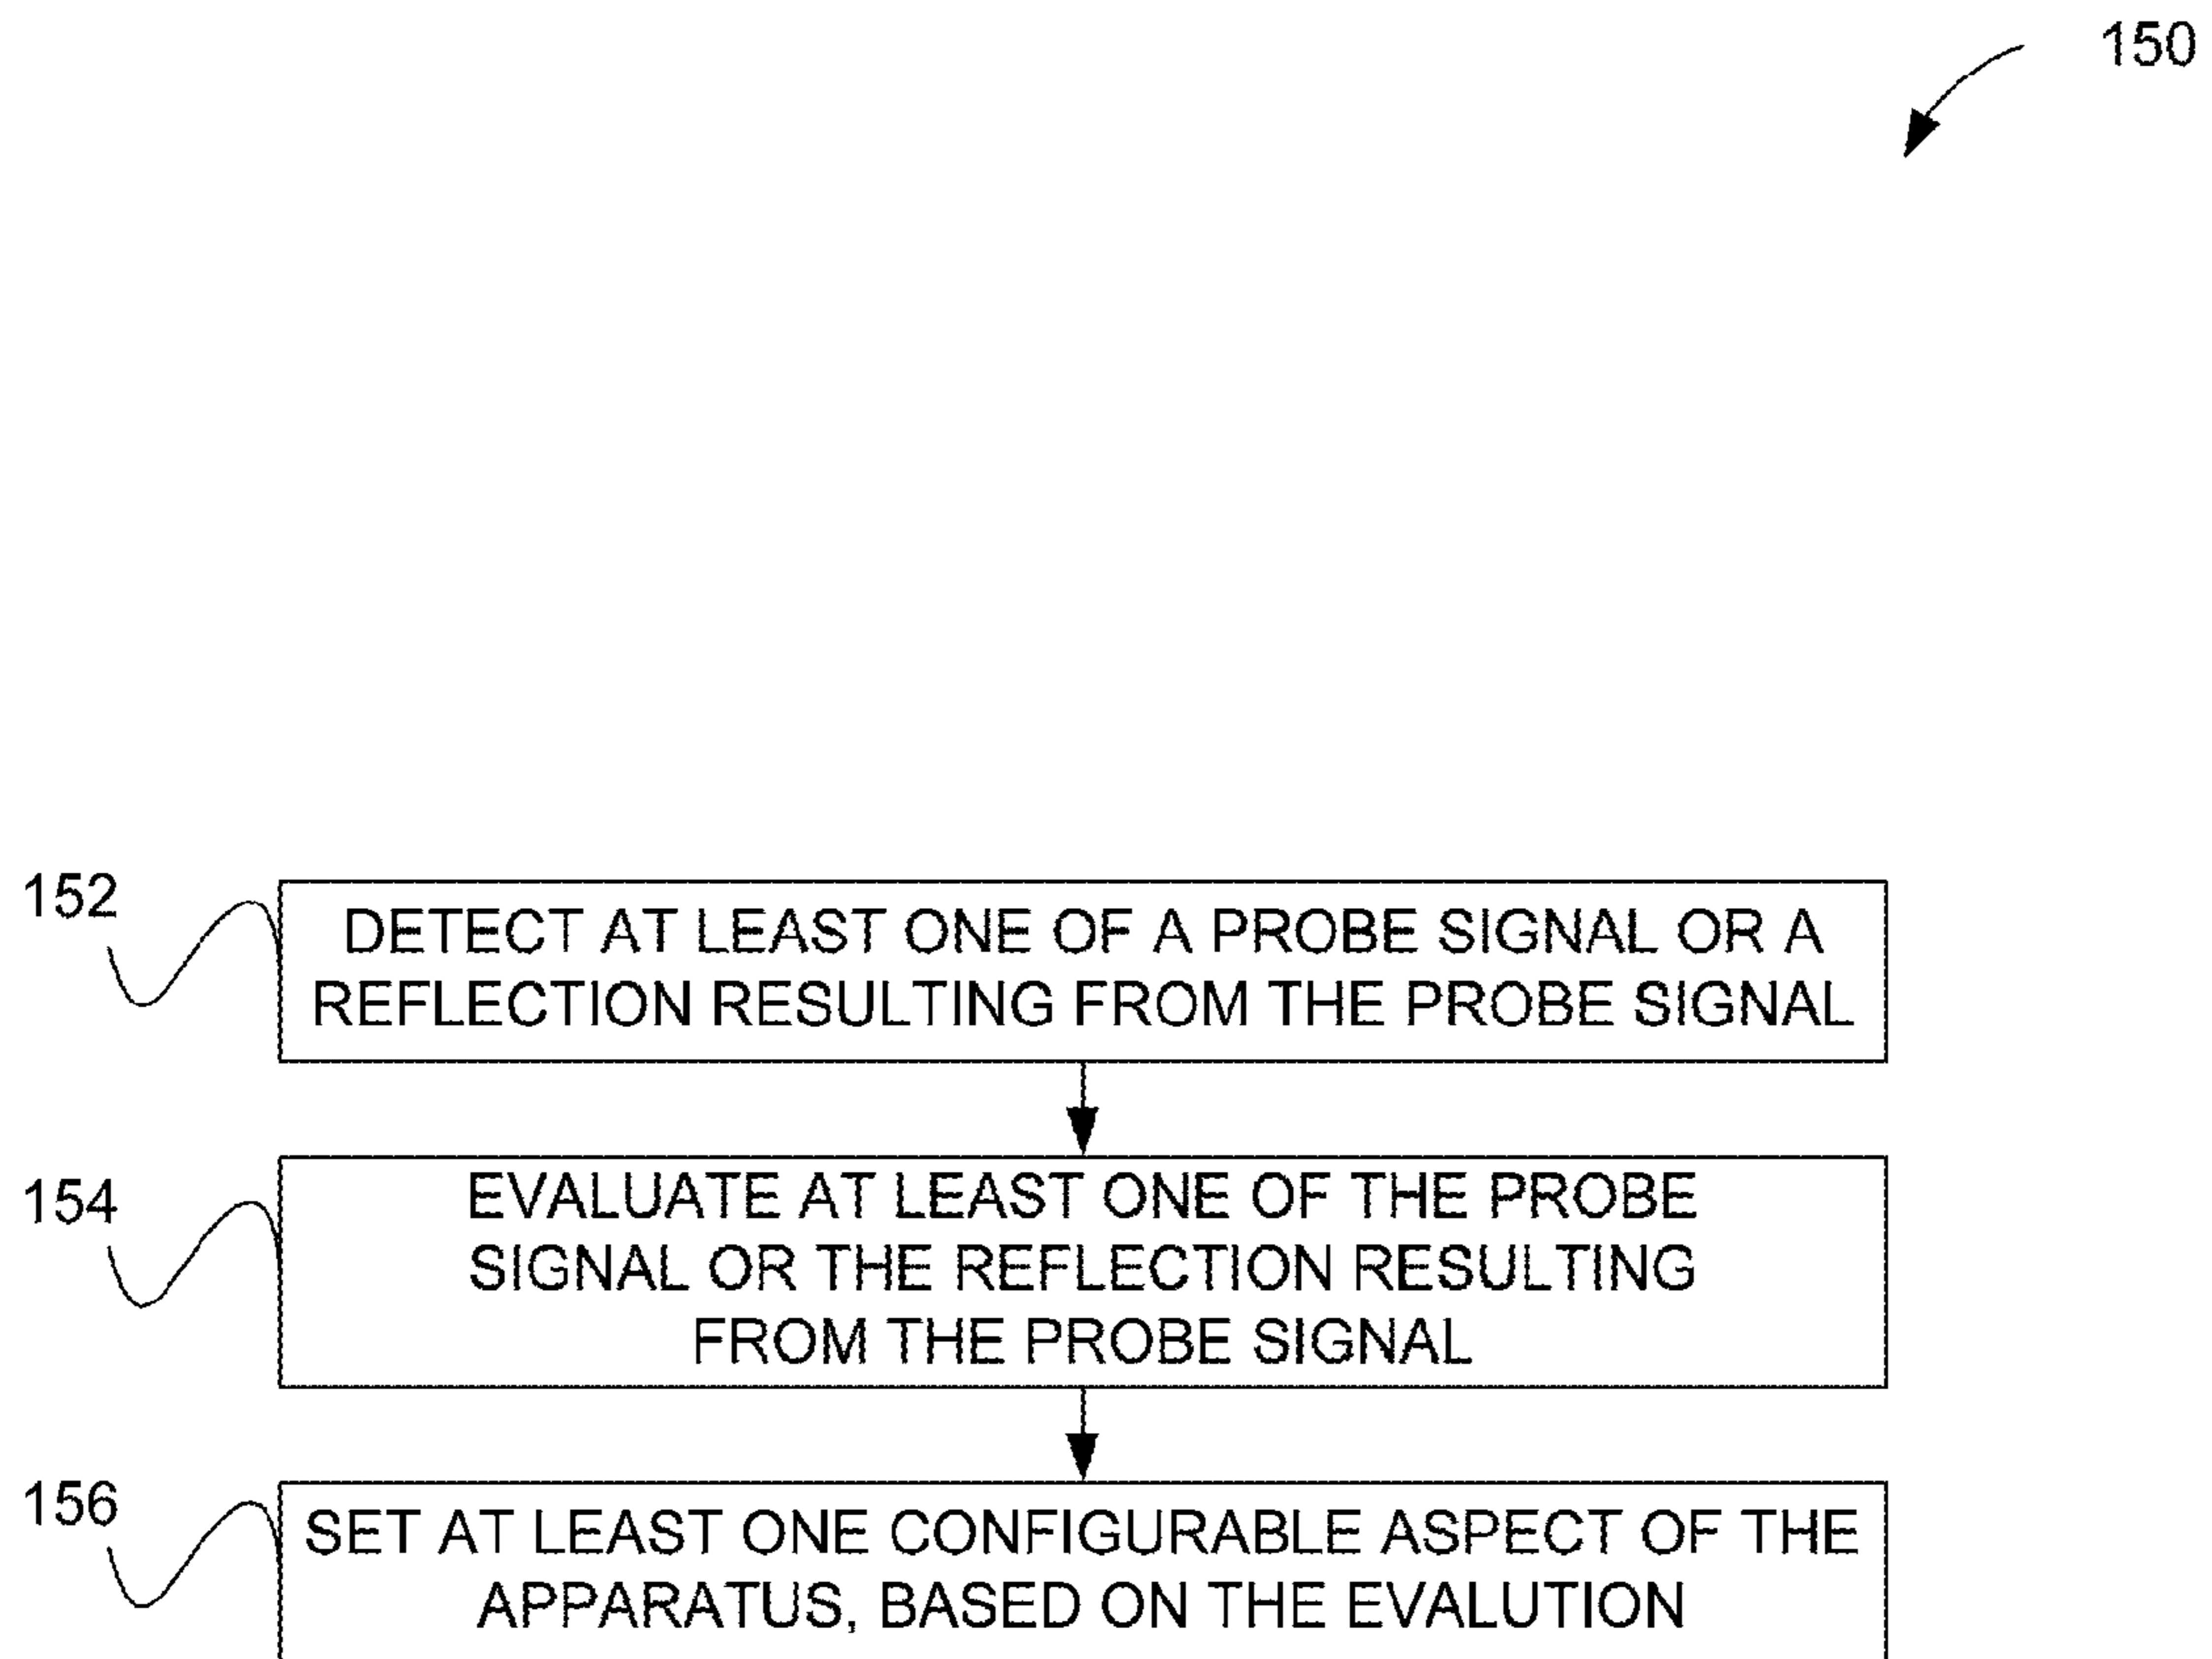 150
152
DETECT AT LEAST ONE OF A PROBE SIGNAL OR A
REFLECTION RESULTING FROM THE PROBE SIGNAL
154
EVALUATE AT LEAST ONE OF THE PROBE
SIGNAL OR THE REFLECTION RESULTING
FROM THE PROBE SIGNAL
156
SET AT LEAST ONE CONFIGURABLE ASPECT OF THE
APPARATUS, BASED ON THE EVALUTION